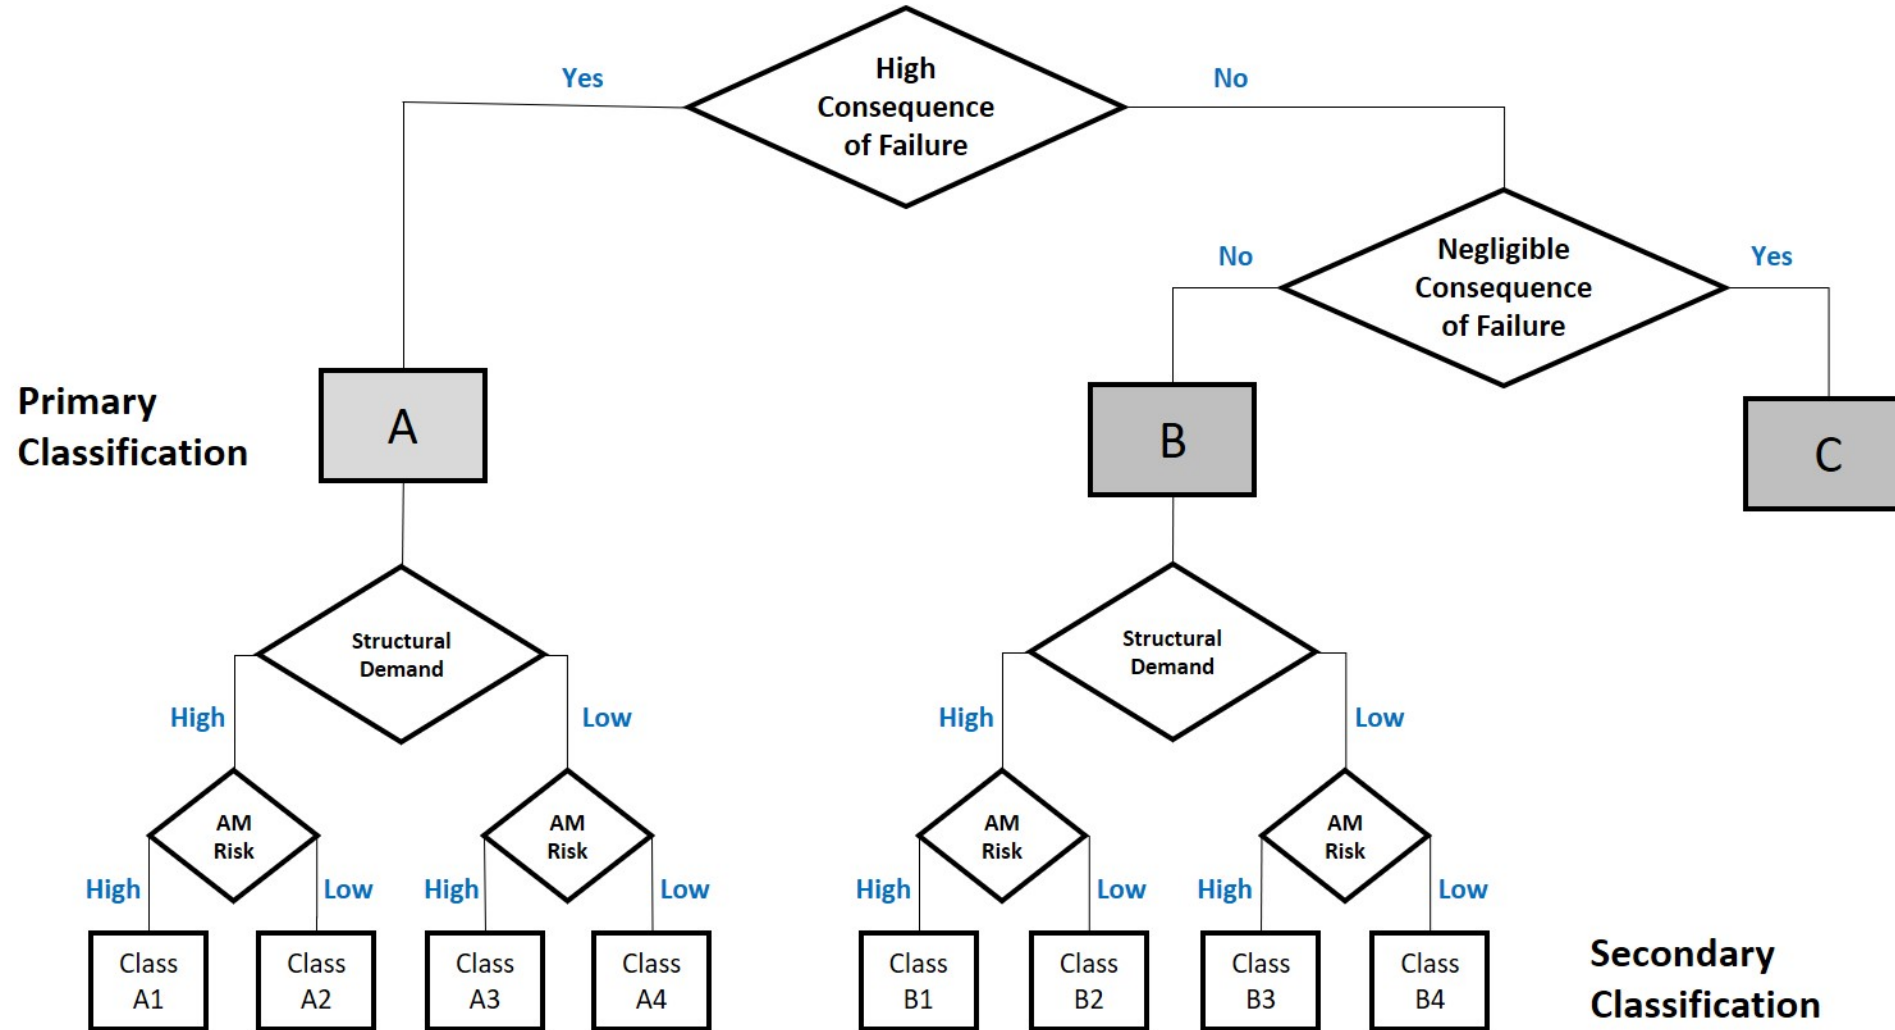 High
Consequence
of Failure
Yes
No
Negligible
Consequence
of Failure
No
Yes
Primary
Classification
A
B
C
Structural
Demand
Structural
Demand
High
Low
High
Low
AM
Risk
AM
Risk
AM
Risk
AM
Risk
High
Low
High
Low
High
Low
High
Low
Class
A1
Class
A2
Class
A3
Class
A4
Class
B1
Class
B2
Class
B3
Class
B4
Secondary
Classification